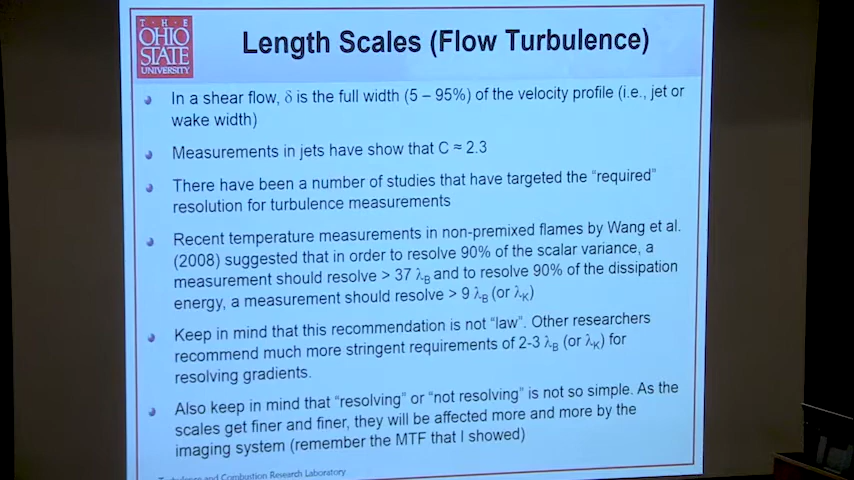 T · H · E
OHIO
STATE
UNIVERSITY
Length Scales (Flow Turbulence)
In a shear flow, δ is the full width (5 – 95%) of the velocity profile (i.e., jet or
wake width)
Measurements in jets have show that C ≈ 2.3
There have been a number of studies that have targeted the “required”
resolution for turbulence measurements
Recent temperature measurements in non-premixed flames by Wang et al.
(2008) suggested that in order to resolve 90% of the scalar variance, a
measurement should resolve > 37 λB and to resolve 90% of the dissipation
energy, a measurement should resolve > 9 λB (or λK)
Keep in mind that this recommendation is not “law”. Other researchers
recommend much more stringent requirements of 2-3 λB (or λK) for
resolving gradients.
Also keep in mind that “resolving” or “not resolving” is not so simple. As the
scales get finer and finer, they will be affected more and more by the
imaging system (remember the MTF that I showed)
and Combustion Research Laboratory